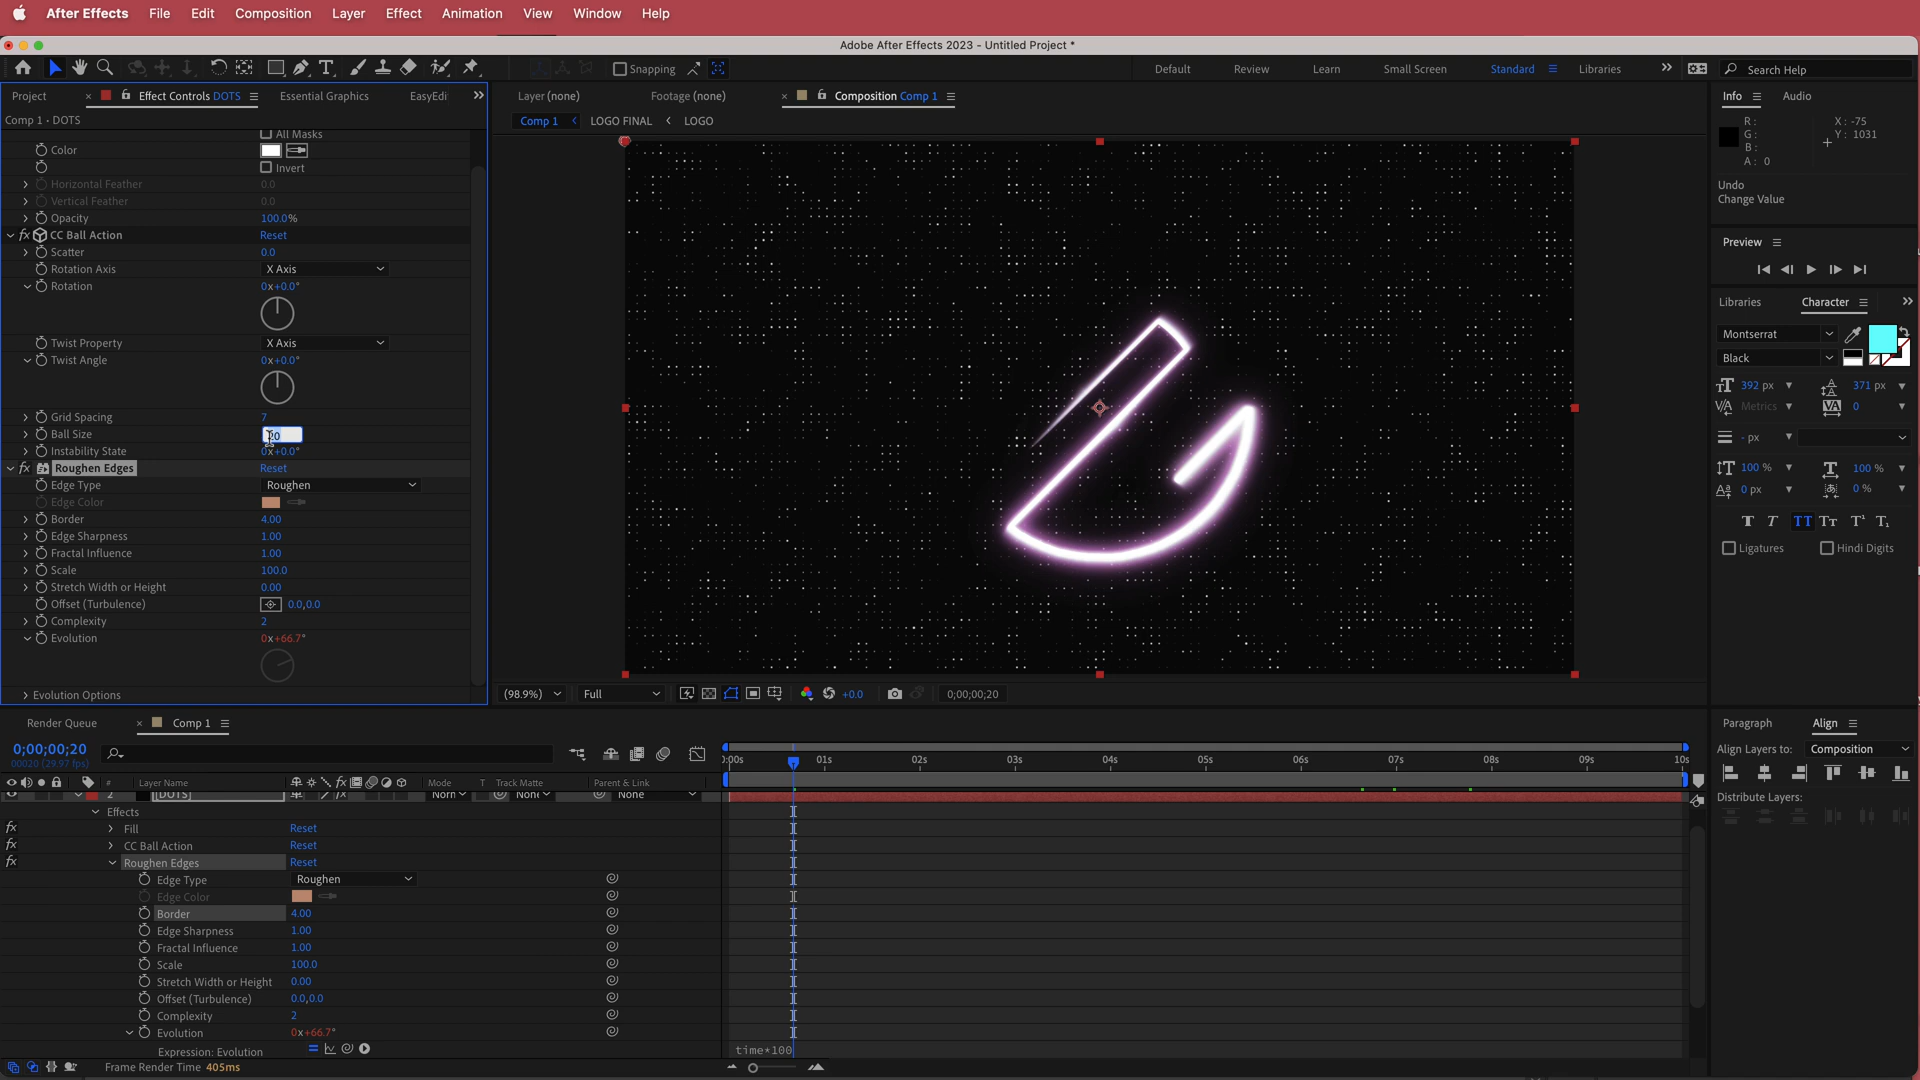 After Effects File Edit Composition Layer Effect Animation View Window Help
Adobe After Effects 2023 - Untitled Project *
Snapping Default Review Learn Small Screen Standard Libraries Search Help
Project Effect Controls DOTS Essential Graphics EasyEdi
Comp 1 • DOTS
All Masks
Color
Invert
Horizontal Feather 0.0
Vertical Feather 0.0
Opacity 100.0%
fx CC Ball Action Reset
Scatter 0.0
Rotation Axis X Axis
Rotation 0x+0.0°
Twist Property X Axis
Twist Angle 0x+0.0°
Grid Spacing 7
Ball Size
Instability State 0x+0.0°
fx Roughen Edges Reset
Edge Type Roughen
Edge Color
Border 4.00
Edge Sharpness 1.00
Fractal Influence 1.00
Scale 100.0
Stretch Width or Height 0.00
Offset (Turbulence) 0.0,0.0
Complexity 2
Evolution 0x+66.7°
Evolution Options
Layer (none) Footage (none) Composition Comp 1
Comp 1 LOGO FINAL LOGO
(98.9%) Full +0.0 0;00;00;20
Info Audio
R: X: -75
G: Y: 1031
B:
A: 0
Undo
Change Value
Preview
Libraries Character
Montserrat
Black
392 px 371 px
Metrics 0
- px
100 % 100 %
0 px 0 %
T T TT Tт T¹ T₁
Ligatures Hindi Digits
Render Queue Comp 1
0;00;00;20
00020 (29.97 fps)
# Layer Name fx Mode T Track Matte Parent & Link
2 [DOTS] Norn Non None
Effects
fx Fill Reset
fx CC Ball Action Reset
fx Roughen Edges Reset
Edge Type Roughen
Edge Color
Border 4.00
Edge Sharpness 1.00
Fractal Influence 1.00
Scale 100.0
Stretch Width or Height 0.00
Offset (Turbulence) 0.0,0.0
Complexity 2
Evolution 0x+66.7°
Expression: Evolution
Frame Render Time 405ms
):00s 01s 02s 03s 04s 05s 06s 07s 08s 09s 10s
time*100
Paragraph Align
Align Layers to: Composition
Distribute Layers: